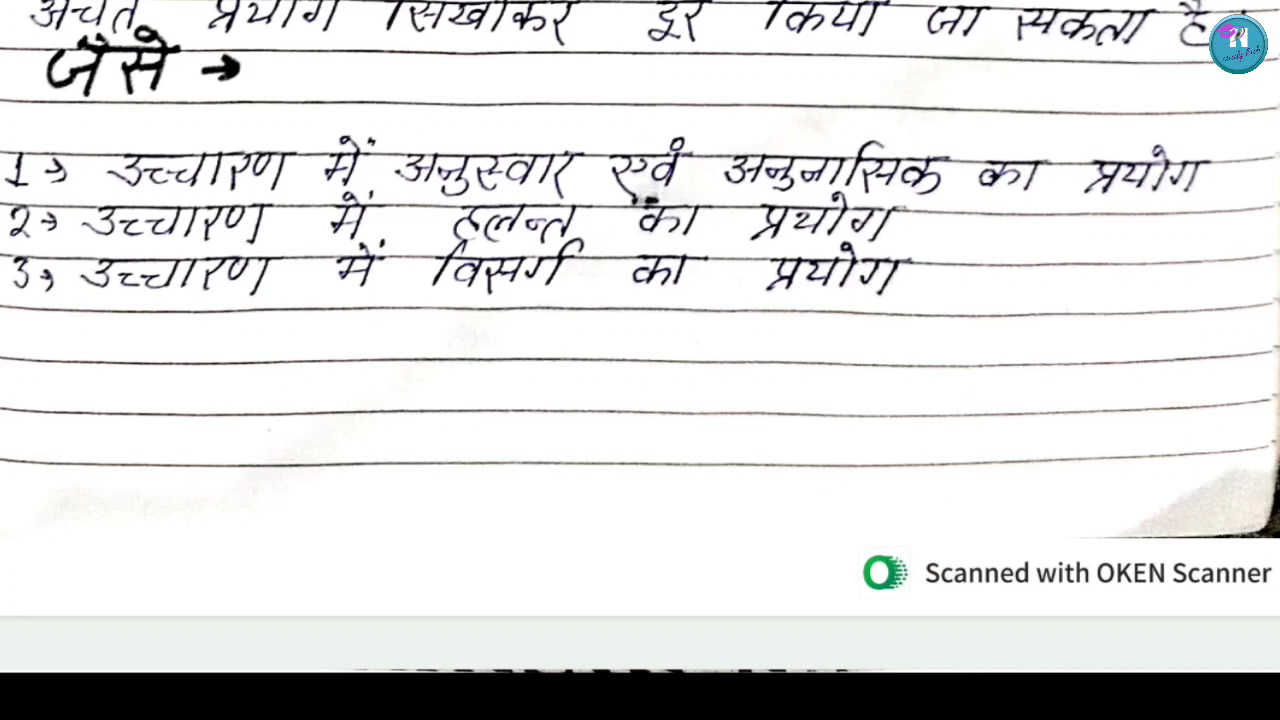 प्रयोग सिखाकर दूर किया जा सकता है
जैसे →
1→ उच्चारण में अनुस्वार एवं अनुनासिक का प्रयोग
2→ उच्चारण में हलन्त का प्रयोग
3→ उच्चारण में विसर्ग का प्रयोग
Scanned with OKEN Scanner